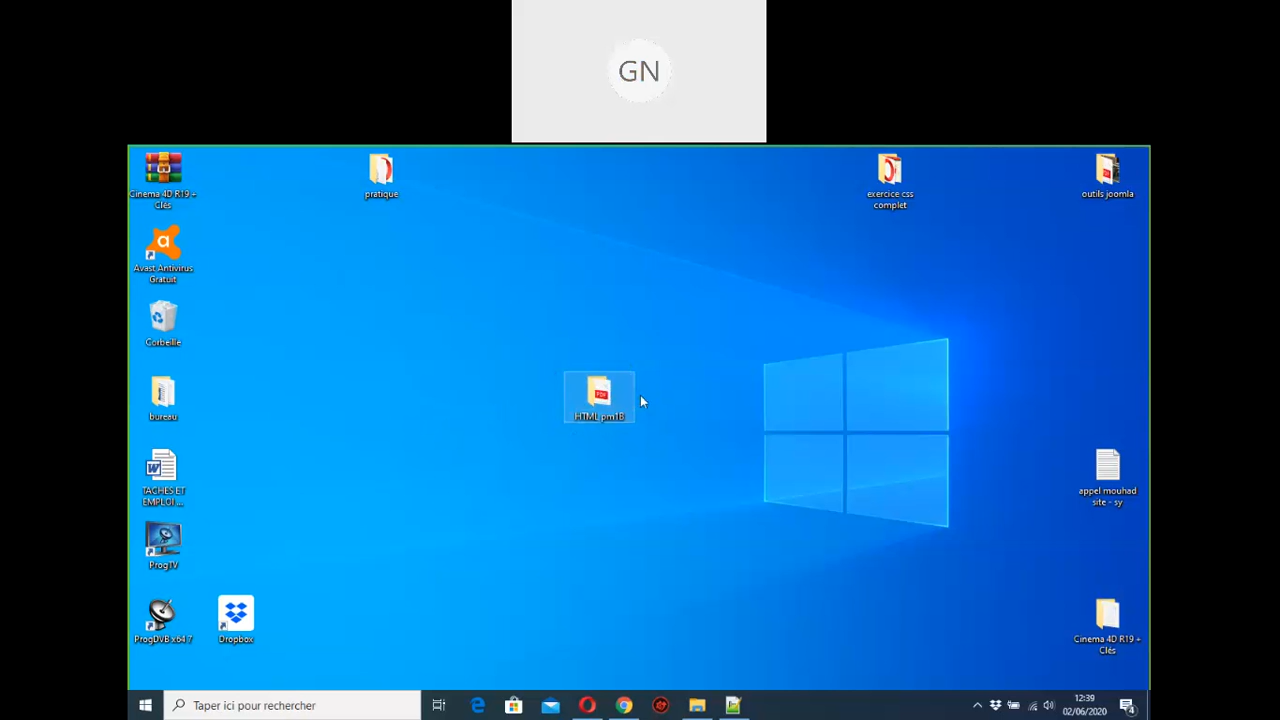 GN
Cinema 4D R19 +
Clés
pratique
exercice css
complet
outils joomla
Avast Antivirus
Gratuit
Corbeille
bureau
HTML pm1B
TACHES ET
EMPLOI ...
appel mouhad
site - sy
ProgTV
ProgDVB x64 7
Dropbox
Cinema 4D R19 +
Clés
Taper ici pour rechercher
12:39
02/06/2020
4